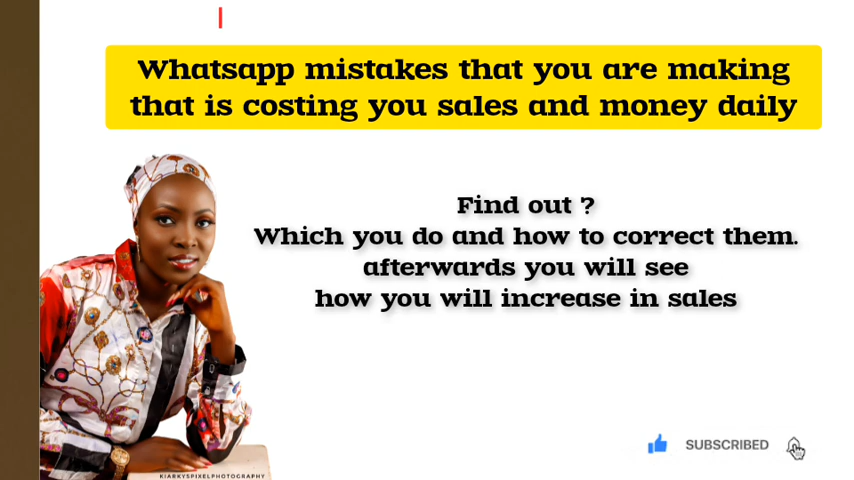 Whatsapp mistakes that you are making
that is costing you sales and money daily
Find out ?
Which you do and how to correct them.
afterwards you will see
how you will increase in sales
SUBSCRIBED
KIABKYSPIXELPHOTOGRAPHY